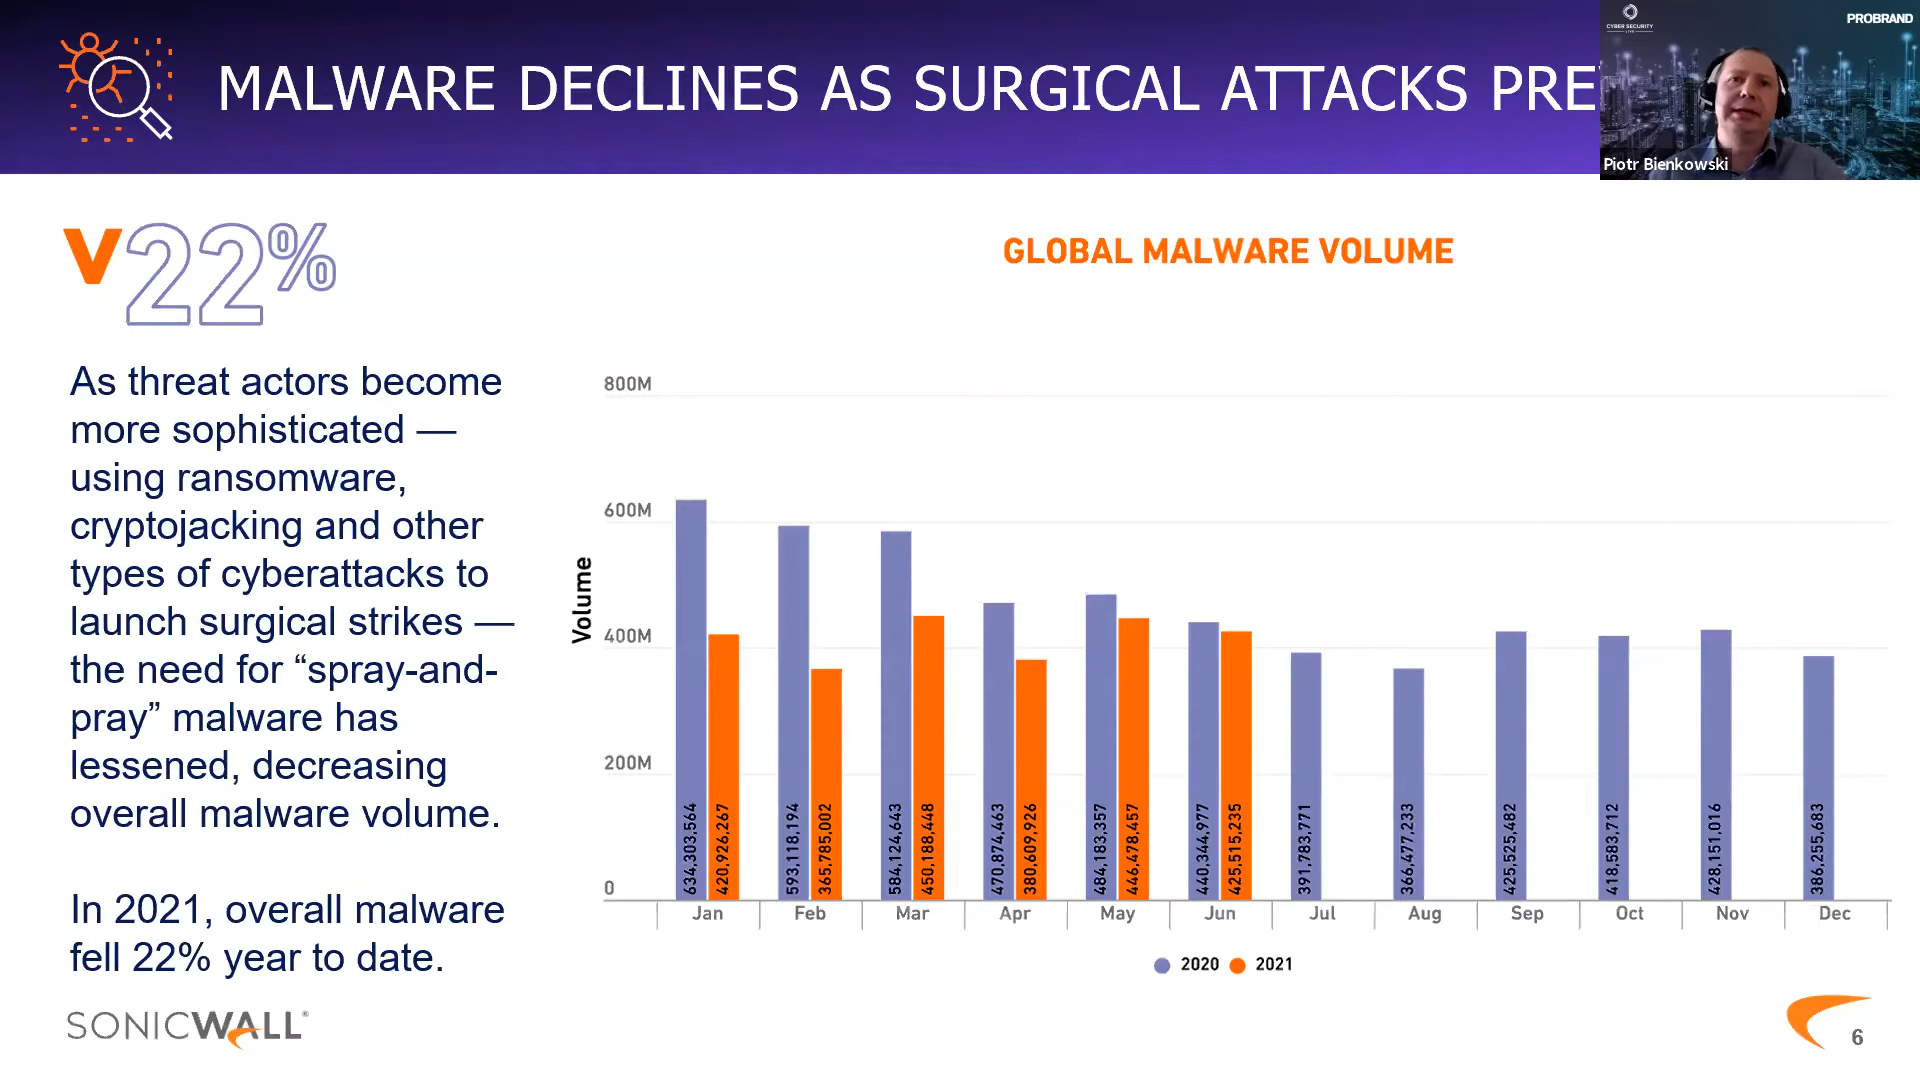 MALWARE DECLINES AS SURGICAL ATTACKS PRE
CYBER SECURITY
LIVE
PROBRAND
Piotr Bienkowski
V22%
As threat actors become
more sophisticated —
using ransomware,
cryptojacking and other
types of cyberattacks to
launch surgical strikes —
the need for “spray-and-
pray” malware has
lessened, decreasing
overall malware volume.
In 2021, overall malware
fell 22% year to date.
GLOBAL MALWARE VOLUME
Volume
800M
600M
400M
200M
0
634,303,564
420,926,267
593,118,194
365,785,002
584,124,643
450,188,448
470,874,463
380,609,926
484,183,357
446,478,457
440,344,977
425,515,235
391,783,771
366,477,233
425,525,482
418,583,712
428,151,016
386,255,683
Jan Feb Mar Apr May Jun Jul Aug Sep Oct Nov Dec
2020 2021
SONICWALL®
6